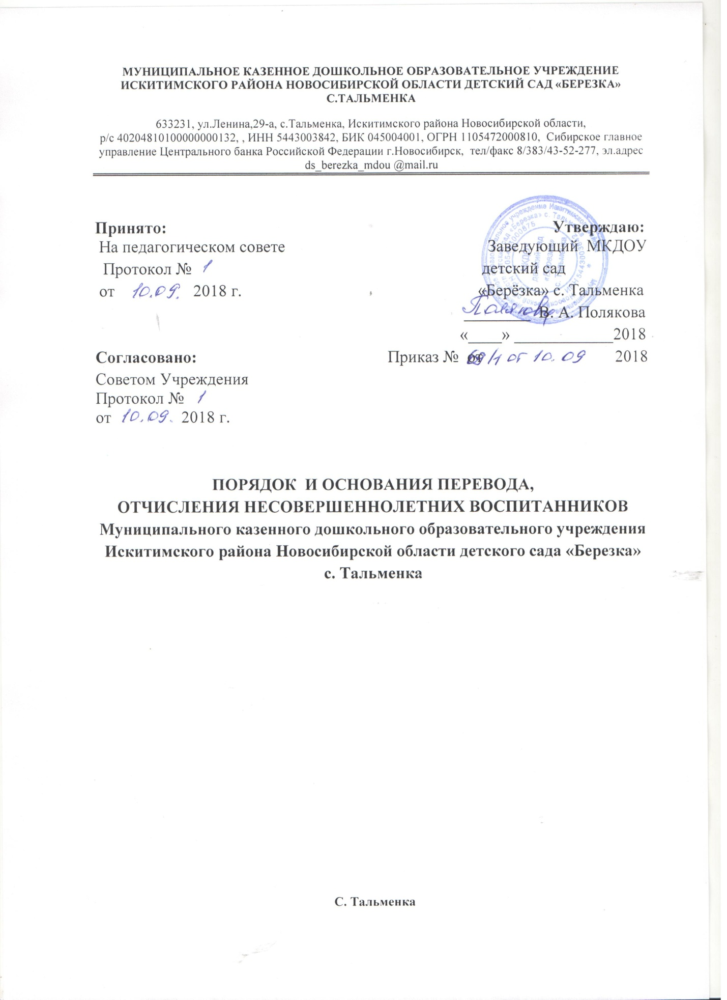 МУНИЦИПАЛЬНОЕ КАЗЕННОЕ ДОШКОЛЬНОЕ ОБРАЗОВАТЕЛЬНОЕ УЧРЕЖДЕНИЕ
ИСКИТИМСКОГО РАЙОНА НОВОСИБИРСКОЙ ОБЛАСТИ ДЕТСКИЙ САД «БЕРЕЗКА»
С.ТАЛЬМЕНКА
633231, ул.Ленина,29-а, с.Тальменка, Искитимского района Новосибирской области,
р/с 40204810100000000132, , ИНН 5443003842, БИК 045004001, ОГРН 1105472000810, Сибирское главное
управление Центрального банка Российской Федерации г.Новосибирск, тел/факс 8/383/43-52-277, эл.адрес
ds_berezka_mdou @mail.ru
Принято: Утверждаю:
На педагогическом совете Заведующий МКДОУ
Протокол № 1 детский сад
от 10.09. 2018 г. «Берёзка» с. Тальменка
Полякова В. А. Полякова
«____» ____________2018
Согласовано: Приказ № от от 10.09 2018
Советом Учреждения
Протокол № 1
от 10.09. 2018 г.
ПОРЯДОК И ОСНОВАНИЯ ПЕРЕВОДА,
ОТЧИСЛЕНИЯ НЕСОВЕРШЕННОЛЕТНИХ ВОСПИТАННИКОВ
Муниципального казенного дошкольного образовательного учреждения
Искитимского района Новосибирской области детского сада «Березка»
с. Тальменка
С. Тальменка